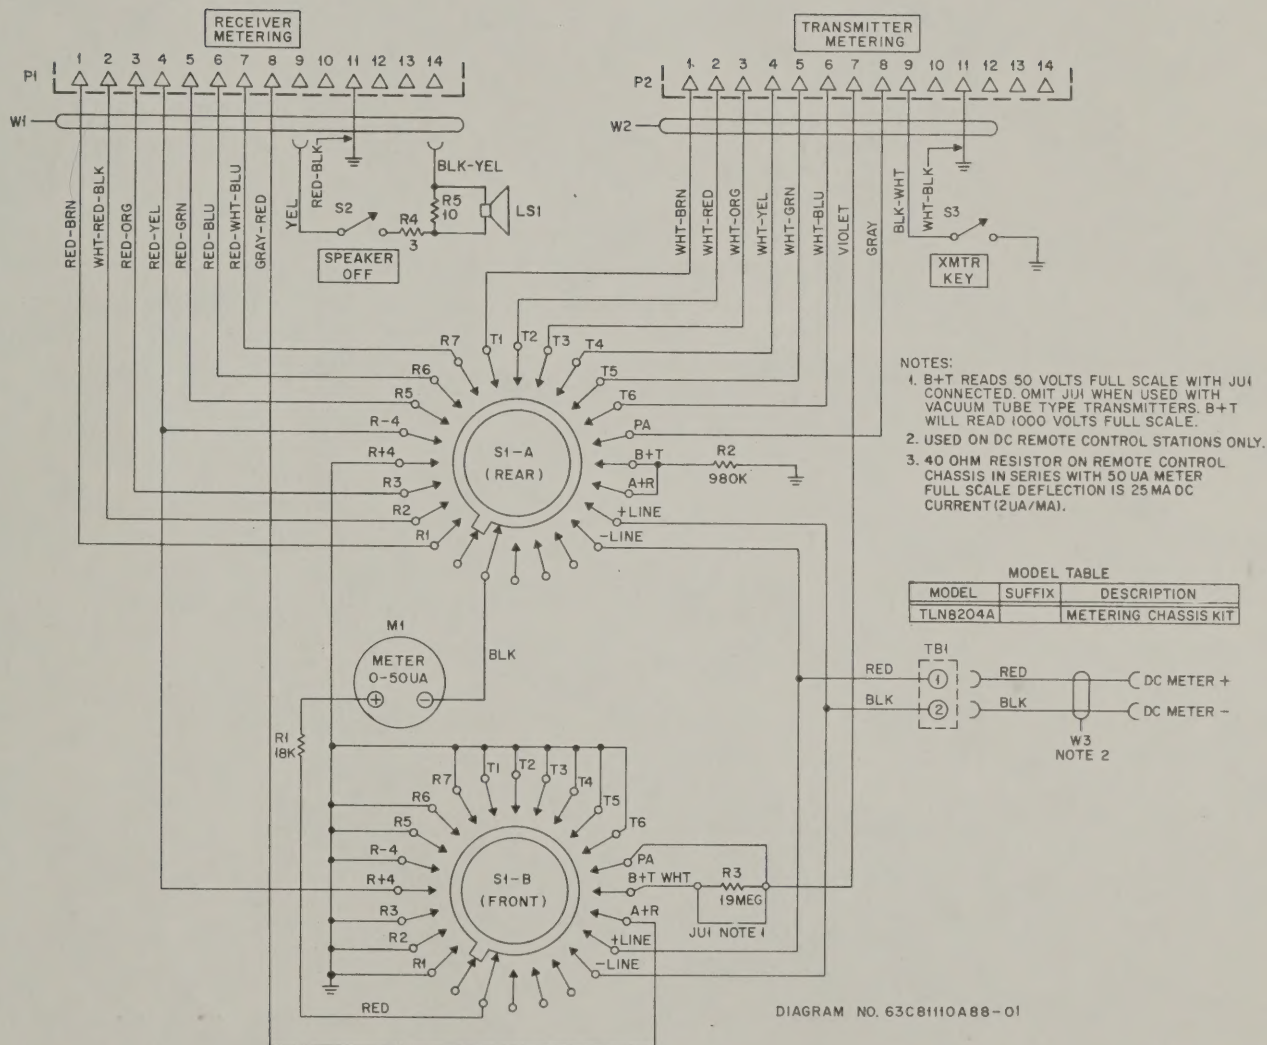 RECEIVER
METERING
TRANSMITTER
METERING
1 2 3 4 5 6 7 8 9 10 11 12 13 14
P1
1 2 3 4 5 6 7 8 9 10 11 12 13 14
P2
W1
W2
RED-BRN
WHT-RED-BLK
RED-ORG
RED-YEL
RED-GRN
RED-BLU
RED-WHT-BLU
GRAY-RED
YEL
RED-BLK
BLK-YEL
S2
R4
3
R5
10
LS1
SPEAKER
OFF
WHT-BRN
WHT-RED
WHT-ORG
WHT-YEL
WHT-GRN
WHT-BLU
VIOLET
GRAY
BLK-WHT
WHT-BLK
S3
XMTR
KEY
R7
T1
T2
T3
T4
R6
T5
R5
T6
R-4
PA
R+4
S1-A
(REAR)
B+T
R2
980K
R3
A+R
R2
+LINE
R1
-LINE
NOTES:
1. B+T READS 50 VOLTS FULL SCALE WITH JU1
CONNECTED. OMIT JU1 WHEN USED WITH
VACUUM TUBE TYPE TRANSMITTERS. B+T
WILL READ 1000 VOLTS FULL SCALE.
2. USED ON DC REMOTE CONTROL STATIONS ONLY.
3. 40 OHM RESISTOR ON REMOTE CONTROL
CHASSIS IN SERIES WITH 50 UA METER
FULL SCALE DEFLECTION IS 25 MA DC
CURRENT (2UA/MA).
MODEL TABLE
MODEL SUFFIX DESCRIPTION
TLN8204A METERING CHASSIS KIT
M1
METER
0-50UA
+ −
BLK
R1
18K
TB1
RED 1 RED DC METER +
BLK 2 BLK DC METER -
W3
NOTE 2
R7
T1
T2
T3
T4
R6
T5
R5
T6
R-4
PA
R+4
S1-B
(FRONT)
B+T WHT
R3
19MEG
R3
A+R
JU1 NOTE 1
R2
+LINE
R1
-LINE
RED
DIAGRAM NO. 63C81110A88-01